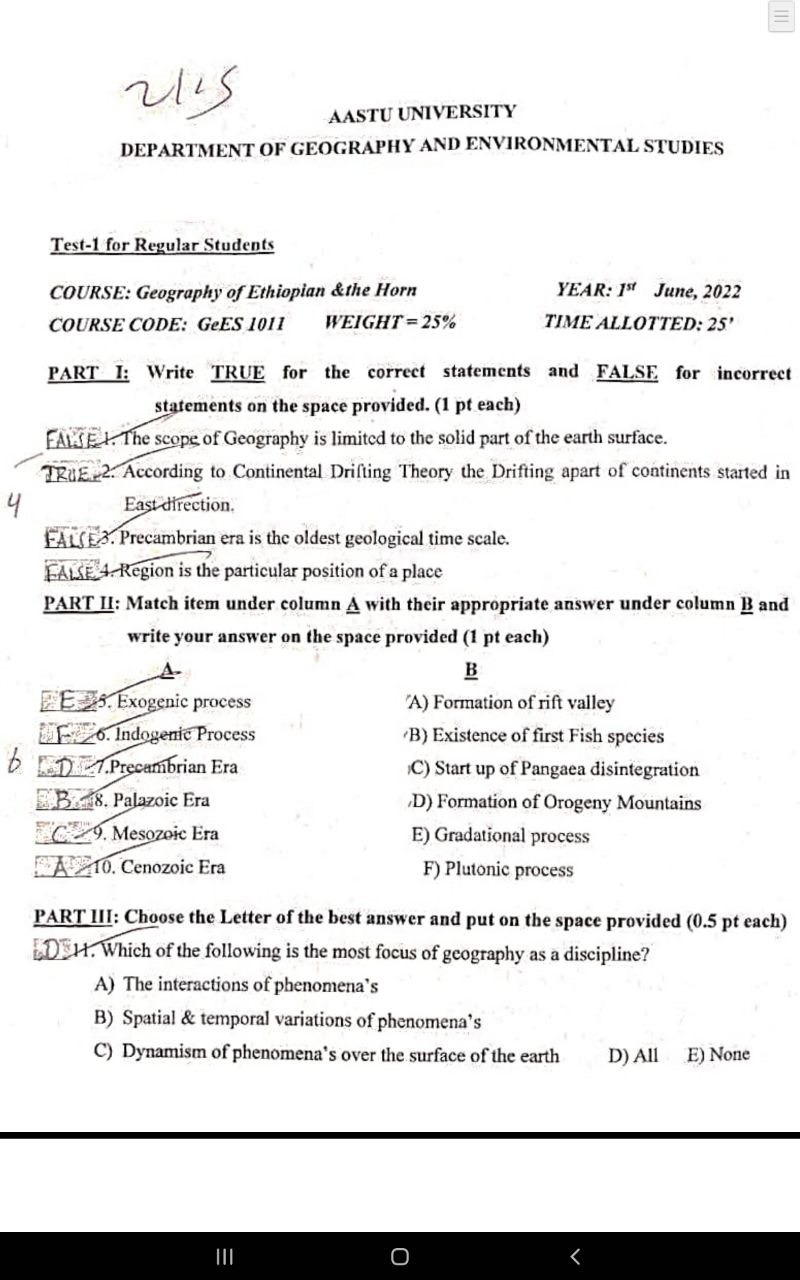 AASTU UNIVERSITY
DEPARTMENT OF GEOGRAPHY AND ENVIRONMENTAL STUDIES
Test-1 for Regular Students
COURSE: Geography of Ethiopian &the Horn YEAR: 1st June, 2022
COURSE CODE: GeES 1011 WEIGHT = 25% TIME ALLOTTED: 25'
PART I: Write TRUE for the correct statements and FALSE for incorrect
statements on the space provided. (1 pt each)
FALSE 1. The scope of Geography is limited to the solid part of the earth surface.
TRUE 2. According to Continental Drifting Theory the Drifting apart of continents started in
4
East direction.
FALSE 3. Precambrian era is the oldest geological time scale.
FALSE 4. Region is the particular position of a place
PART II: Match item under column A with their appropriate answer under column B and
write your answer on the space provided (1 pt each)
A B
E 5. Exogenic process A) Formation of rift valley
F 6. Indogenic Process B) Existence of first Fish species
6 D 7.Precambrian Era C) Start up of Pangaea disintegration
B 8. Palazoic Era D) Formation of Orogeny Mountains
C 9. Mesozoic Era E) Gradational process
A 10. Cenozoic Era F) Plutonic process
PART III: Choose the Letter of the best answer and put on the space provided (0.5 pt each)
D 11. Which of the following is the most focus of geography as a discipline?
A) The interactions of phenomena's
B) Spatial & temporal variations of phenomena's
C) Dynamism of phenomena's over the surface of the earth D) All E) None